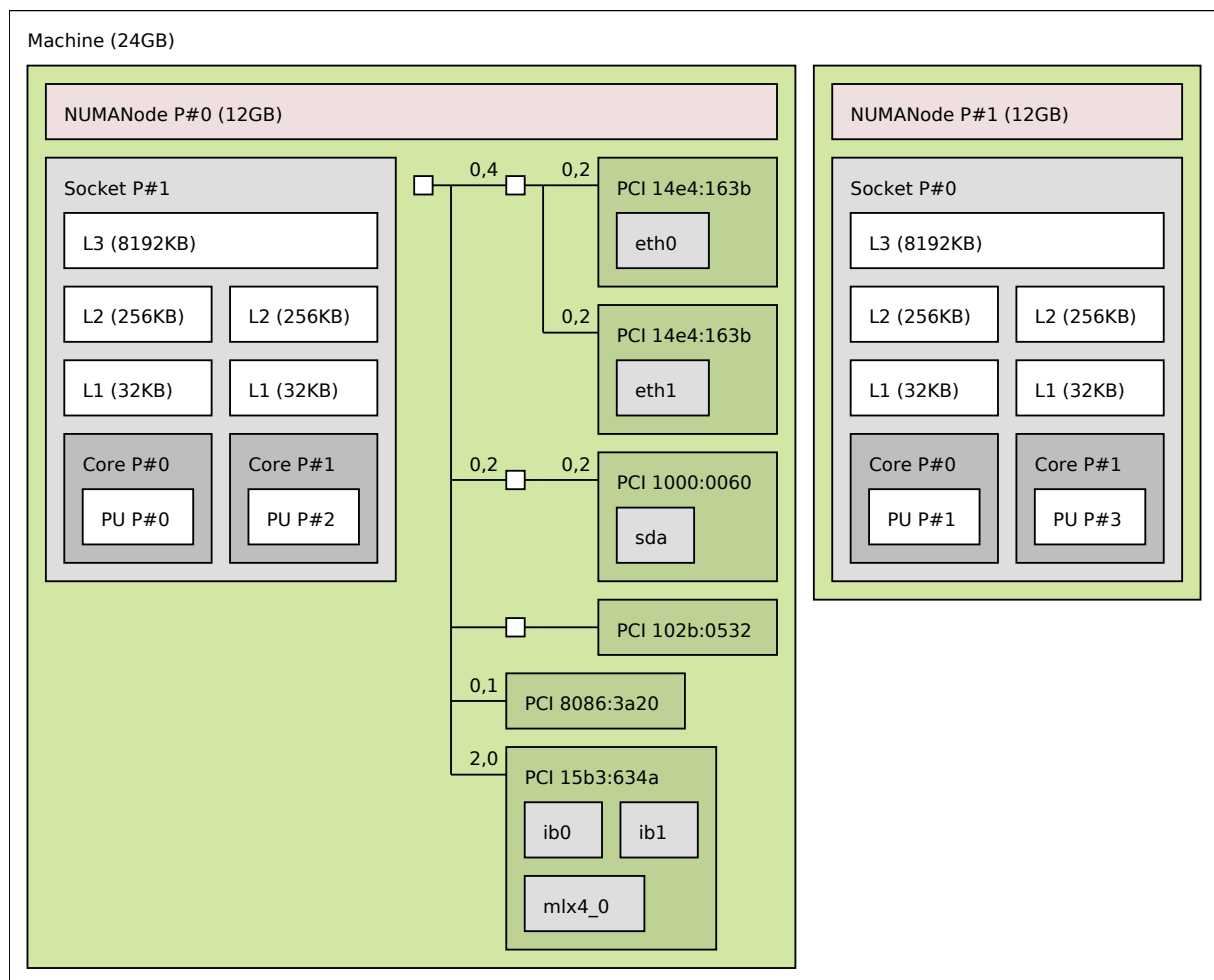 Machine (24GB)
NUMANode P#0 (12GB)
Socket P#1
L3 (8192KB)
L2 (256KB)
L2 (256KB)
L1 (32KB)
L1 (32KB)
Core P#0
PU P#0
Core P#1
PU P#2
0,4
0,2
PCI 14e4:163b
eth0
0,2
PCI 14e4:163b
eth1
0,2
0,2
PCI 1000:0060
sda
PCI 102b:0532
0,1
PCI 8086:3a20
2,0
PCI 15b3:634a
ib0
ib1
mlx4_0
NUMANode P#1 (12GB)
Socket P#0
L3 (8192KB)
L2 (256KB)
L2 (256KB)
L1 (32KB)
L1 (32KB)
Core P#0
PU P#1
Core P#1
PU P#3